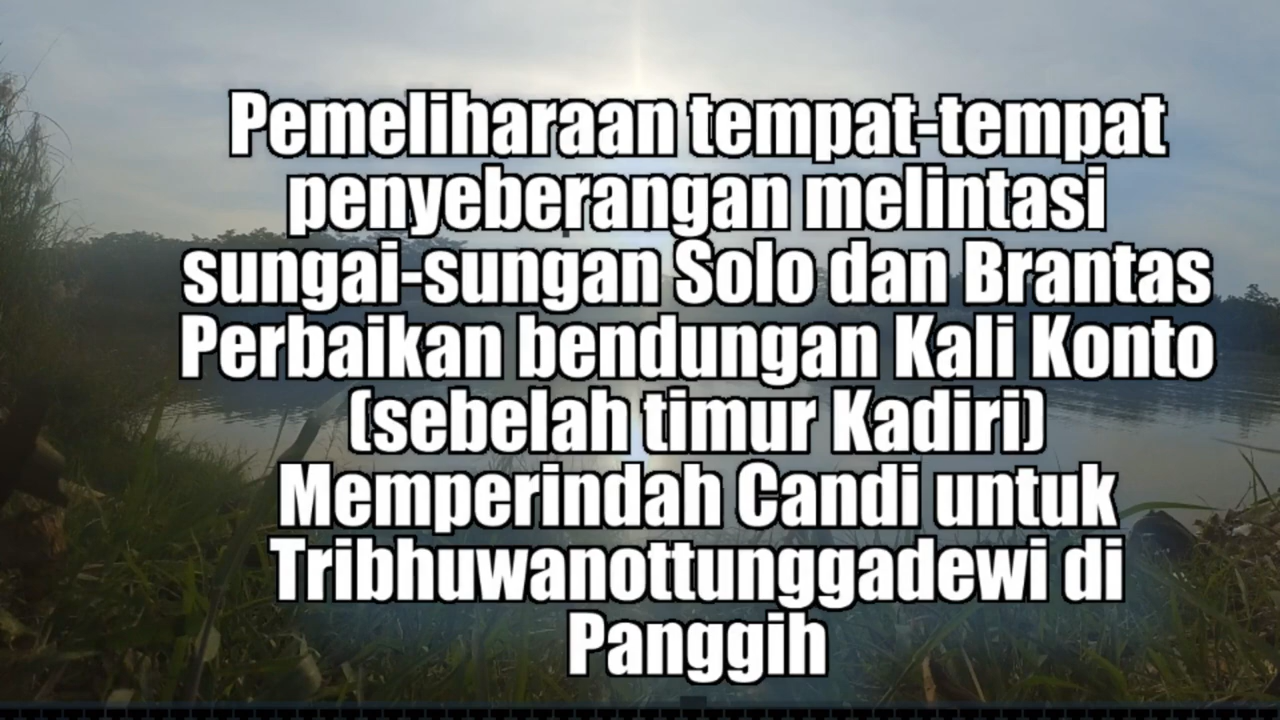 Pemeliharaan tempat-tempat
penyeberangan melintasi
sungai-sungan Solo dan Brantas
Perbaikan bendungan Kali Konto
(sebelah timur Kadiri)
Memperindah Candi untuk
Tribhuwanottunggadewi di
Panggih